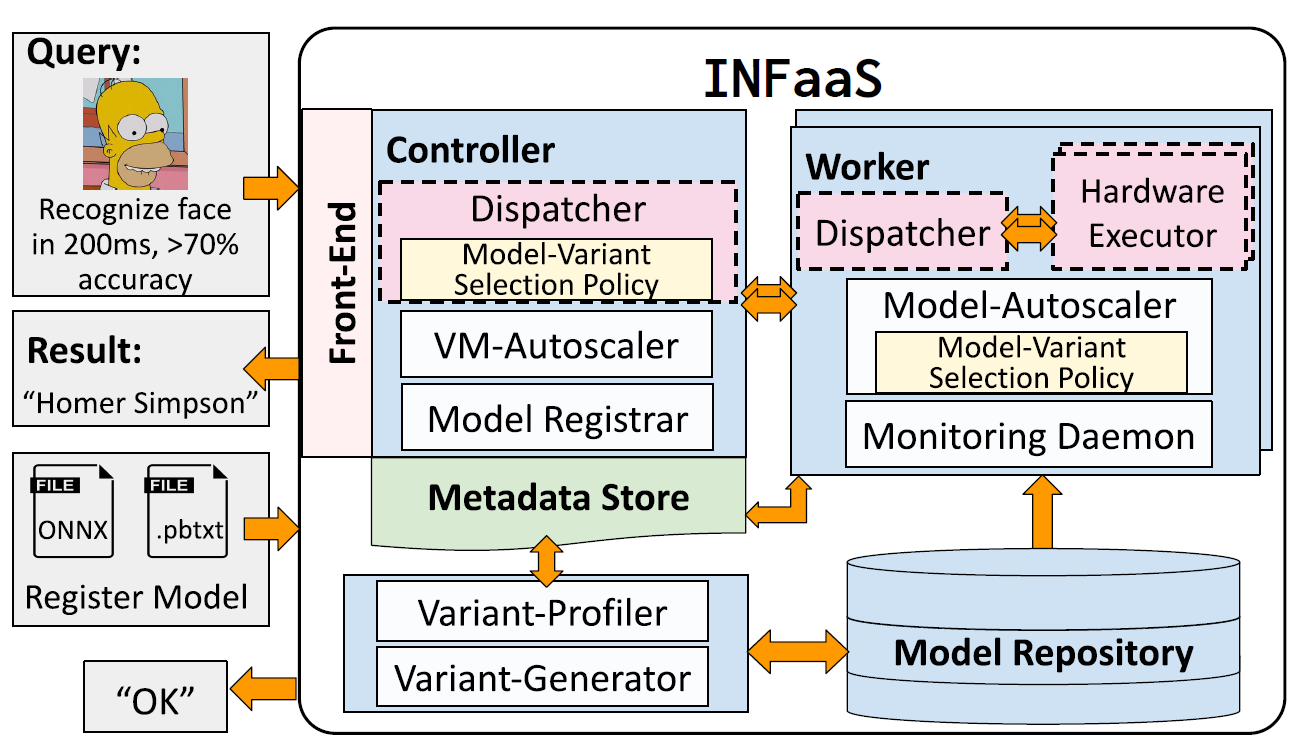 INFaaS
Query:
Recognize face
in 200ms, >70%
accuracy
Result:
“Homer Simpson”
FILE
ONNX
FILE
.pbtxt
Register Model
“OK”
Front-End
Controller
Dispatcher
Model-Variant
Selection Policy
VM-Autoscaler
Model Registrar
Metadata Store
Variant-Profiler
Variant-Generator
Worker
Dispatcher
Hardware
Executor
Model-Autoscaler
Model-Variant
Selection Policy
Monitoring Daemon
Model Repository